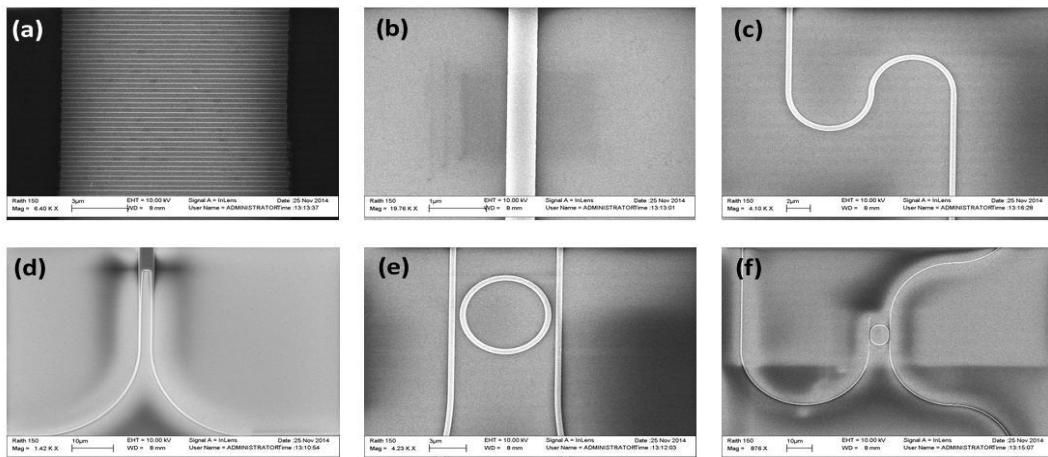 (a)
Raith 150 3µm EHT = 10.00 kV Signal A = InLens Date :25 Nov 2014
Mag = 6.40 K X WD = 8 mm User Name = ADMINISTRATOR Time :13:13:37
(b)
Raith 150 1µm EHT = 10.00 kV Signal A = InLens Date :25 Nov 2014
Mag = 19.76 K X WD = 8 mm User Name = ADMINISTRATOR Time :13:13:01
(c)
Raith 150 2µm EHT = 10.00 kV Signal A = InLens Date :25 Nov 2014
Mag = 4.10 K X WD = 8 mm User Name = ADMINISTRATOR Time :13:16:28
(d)
Raith 150 10µm EHT = 10.00 kV Signal A = InLens Date :25 Nov 2014
Mag = 1.42 K X WD = 8 mm User Name = ADMINISTRATOR Time :13:10:54
(e)
Raith 150 3µm EHT = 10.00 kV Signal A = InLens Date :25 Nov 2014
Mag = 4.23 K X WD = 8 mm User Name = ADMINISTRATOR Time :13:12:03
(f)
Raith 150 10µm EHT = 10.00 kV Signal A = InLens Date :25 Nov 2014
Mag = 876 X WD = 8 mm User Name = ADMINISTRATOR Time :13:15:07